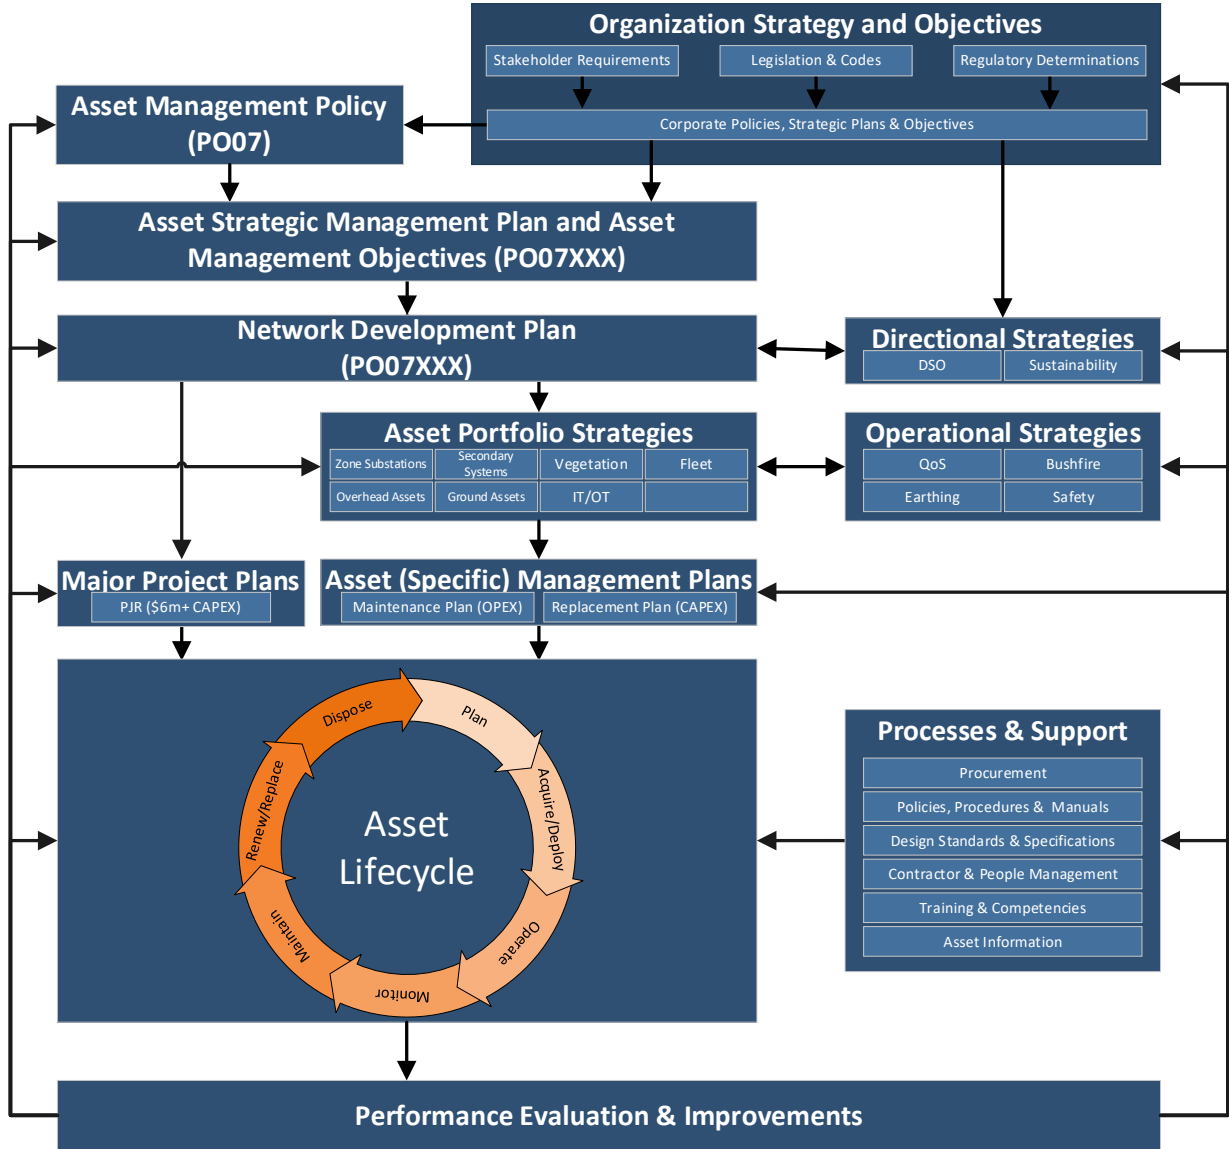 Organization Strategy and Objectives
Stakeholder Requirements
Legislation & Codes
Regulatory Determinations
Corporate Policies, Strategic Plans & Objectives
Asset Management Policy
(PO07)
Asset Strategic Management Plan and Asset
Management Objectives (PO07XXX)
Network Development Plan
(PO07XXX)
Directional Strategies
DSO
Sustainability
Asset Portfolio Strategies
Zone Substations
Secondary
Systems
Vegetation
Fleet
Overhead Assets
Ground Assets
IT/OT
Operational Strategies
QoS
Bushfire
Earthing
Safety
Major Project Plans
PJR ($6m+ CAPEX)
Asset (Specific) Management Plans
Maintenance Plan (OPEX)
Replacement Plan (CAPEX)
Asset
Lifecycle
Plan
Acquire/Deploy
Operate
Monitor
Maintain
Renew/Replace
Dispose
Processes & Support
Procurement
Policies, Procedures & Manuals
Design Standards & Specifications
Contractor & People Management
Training & Competencies
Asset Information
Performance Evaluation & Improvements